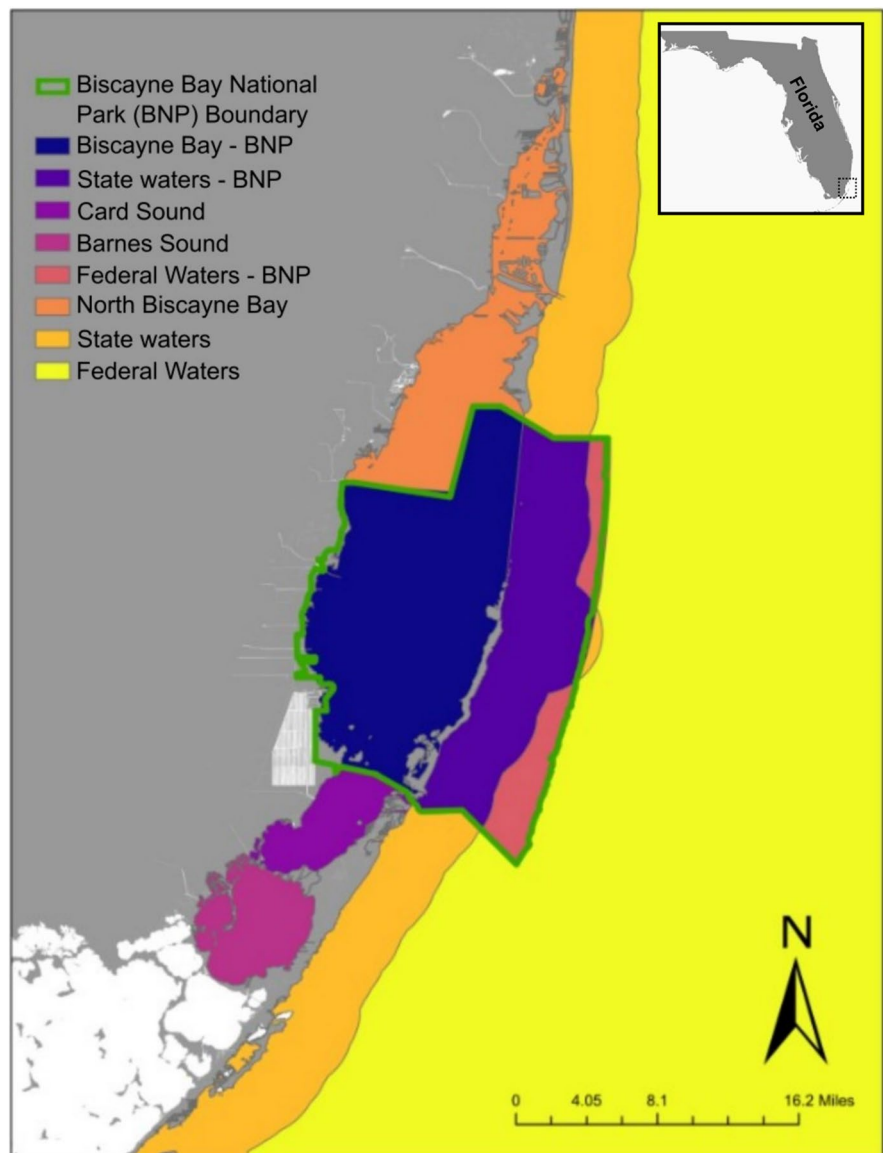 Biscayne Bay National
Park (BNP) Boundary
Biscayne Bay - BNP
State waters - BNP
Card Sound
Barnes Sound
Federal Waters - BNP
North Biscayne Bay
State waters
Federal Waters
Florida
N
0 4.05 8.1 16.2 Miles